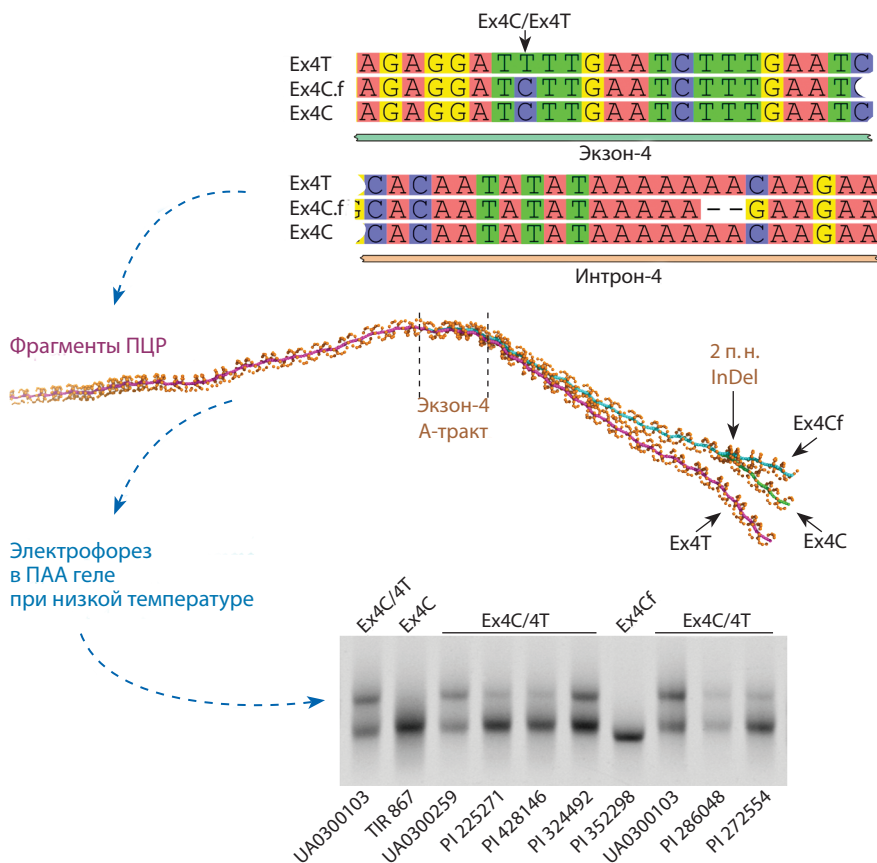 Ex4C/Ex4T
Ex4T AGAGGATTTTGAATCTTTGAATC
Ex4C.f AGAGGATCTTGAATCTTTGAAT
Ex4C AGAGGATCTTGAATCTTTGAATC
Экзон-4
Ex4T CACAATATATAAAAAAACAAGAA
Ex4C.f GCACAATATATAAAAA--GAAGAA
Ex4C CACAATATATAAAAAAACAAGAA
Интрон-4
Фрагменты ПЦР
Экзон-4
А-тракт
2 п.н.
InDel
Ex4Cf
Ex4T
Ex4C
Электрофорез
в ПАА геле
при низкой температуре
Ex4C/4T
Ex4C
Ex4C/4T
Ex4Cf
Ex4C/4T
UA0300103
TIR 867
UA0300259
PI 225271
PI 428146
PI 324492
PI 352298
UA0300103
PI 286048
PI 272554